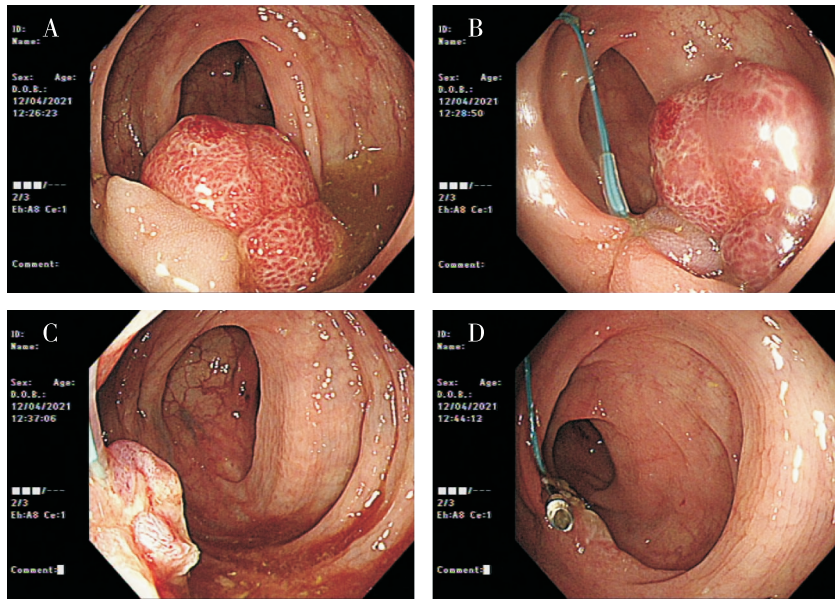 A
ID:
Name:
Sex: Age:
D.O.B.:
12/04/2021
12:26:23
■■■/---
2/3
Eh:A8 Ce:1
Comment:
B
ID:
Name:
Sex: Age:
D.O.B.:
12/04/2021
12:28:50
■■■/---
2/3
Eh:A8 Ce:1
Comment:
C
ID:
Name:
Sex: Age:
D.O.B.:
12/04/2021
12:37:06
■■■/---
2/3
Eh:A8 Ce:1
Comment:
D
ID:
Name:
Sex: Age:
D.O.B.:
12/04/2021
12:44:12
■■■/---
2/3
Eh:A8 Ce:1
Comment: